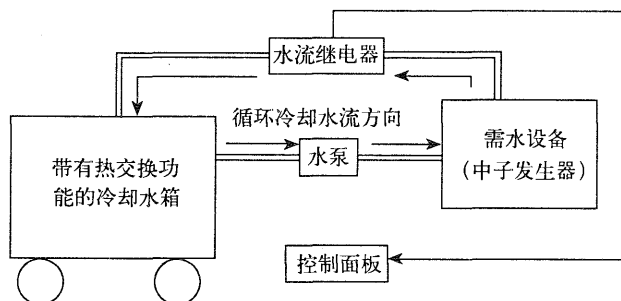 水流继电器
循环冷却水流方向
带有热交换功
能的冷却水箱
水泵
需水设备
（中子发生器）
控制面板